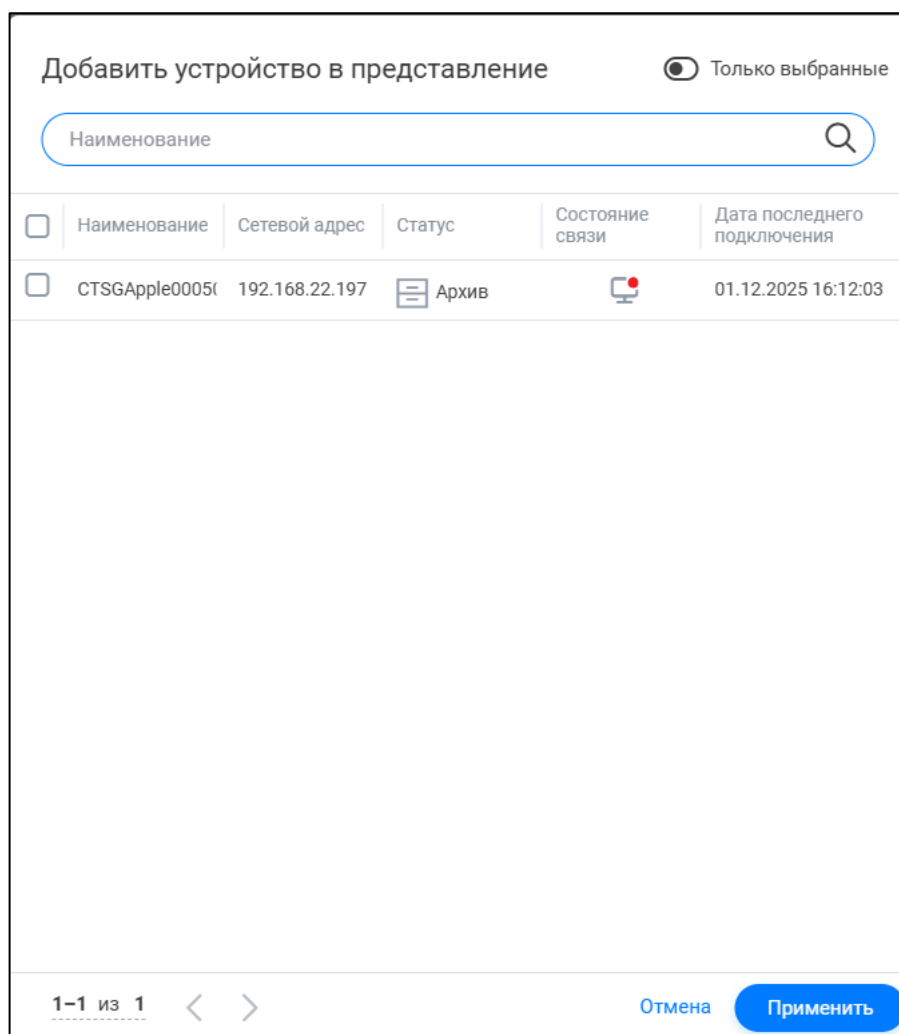 Добавить устройство в представление Только выбранные
Наименование
Наименование Сетевой адрес Статус Состояние связи Дата последнего подключения
CTSGApple0005( 192.168.22.197 Архив 01.12.2025 16:12:03
1–1 из 1 Отмена Применить